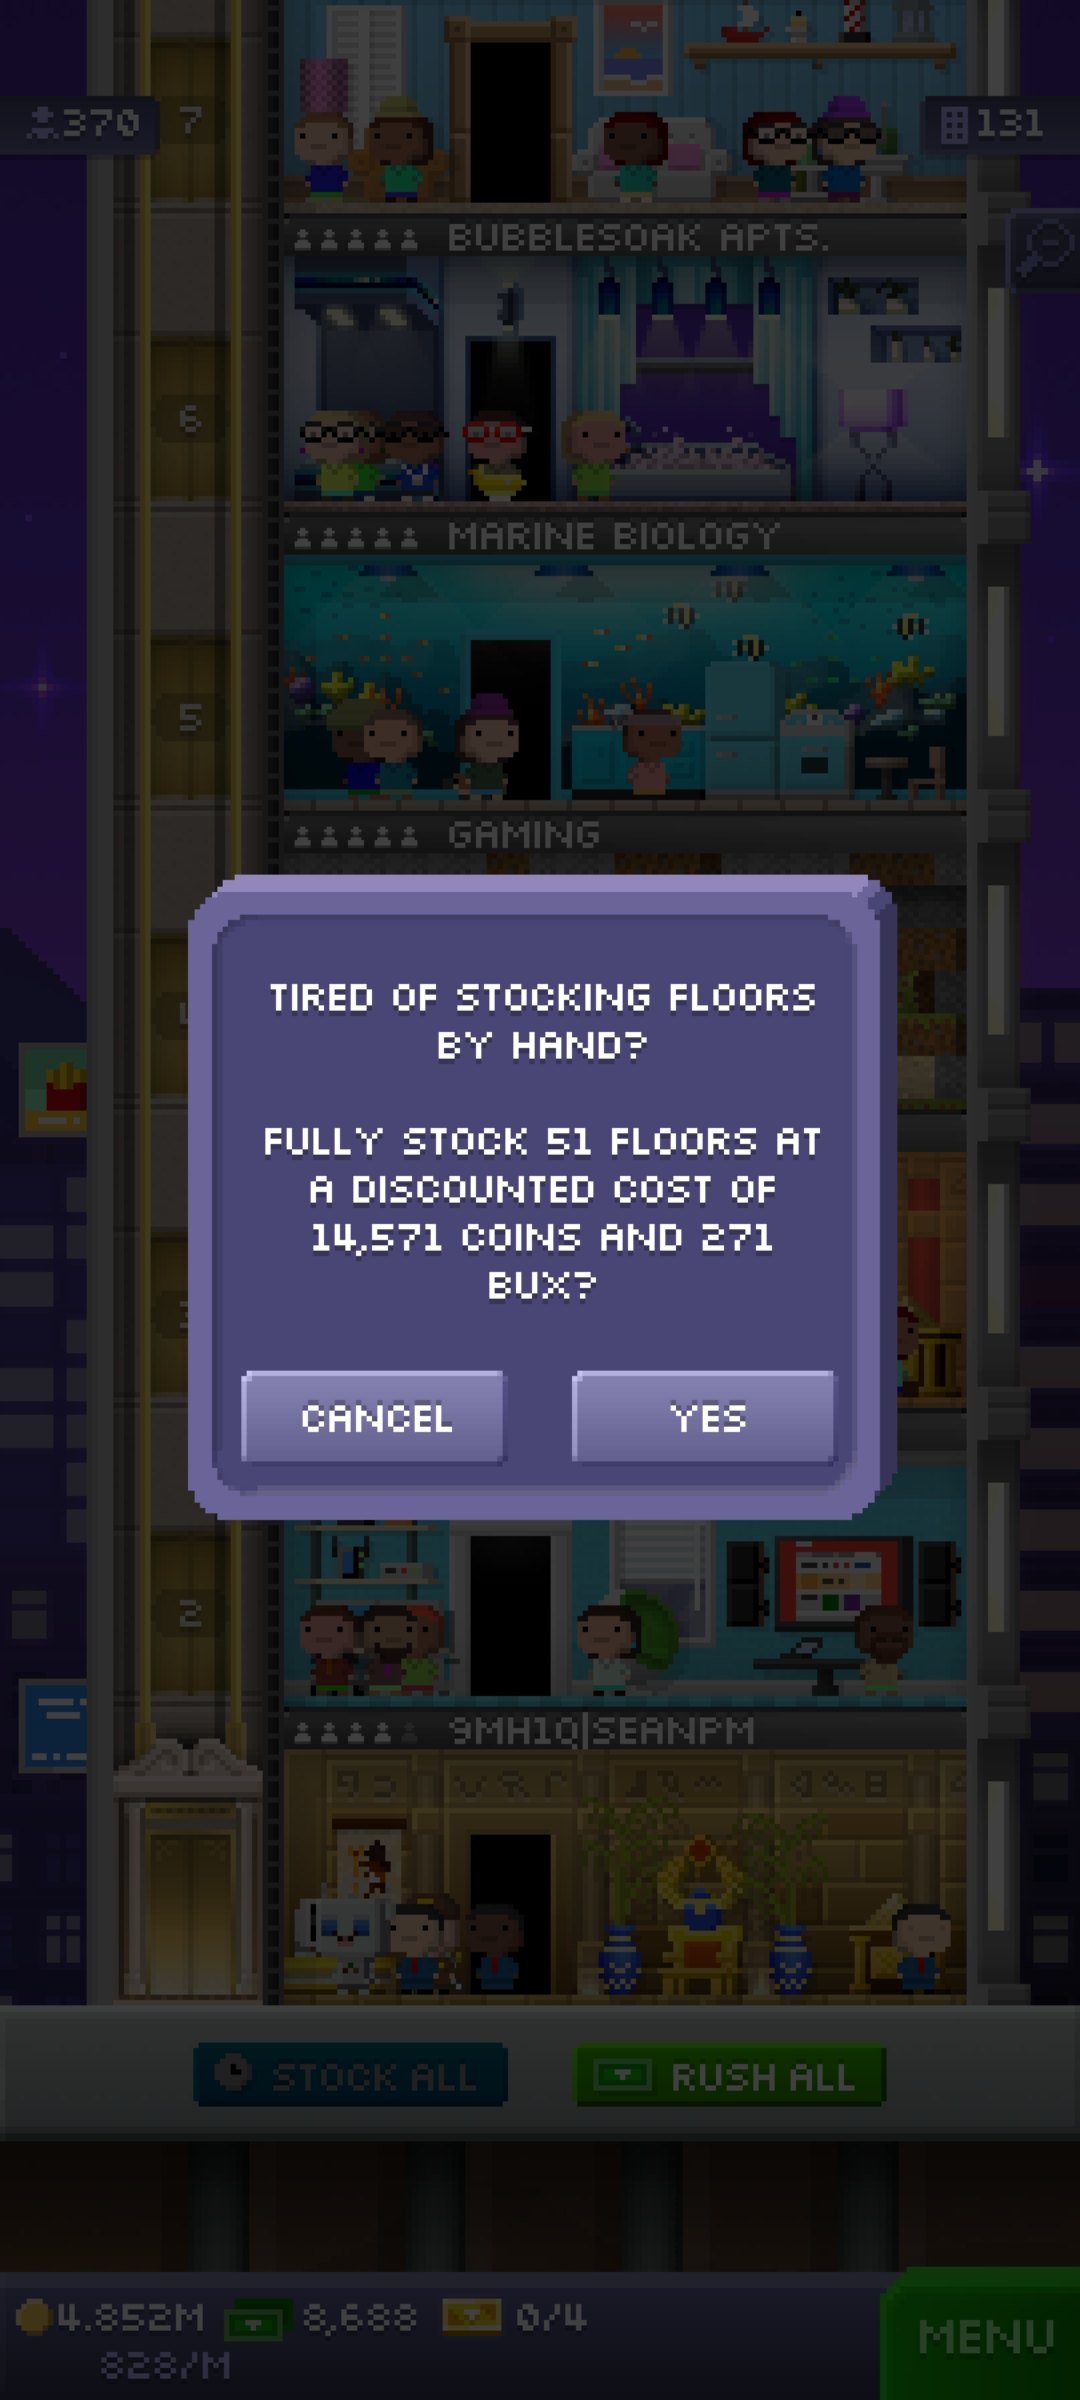 370
7
131
BUBBLESOAK APTS.
6
MARINE BIOLOGY
5
GAMING
TIRED OF STOCKING FLOORS
BY HAND?
FULLY STOCK 51 FLOORS AT
A DISCOUNTED COST OF
14,571 COINS AND 271
BUX?
CANCEL
YES
2
9MH1Q|SEANPM
STOCK ALL
RUSH ALL
4.852M
8,688
0/4
828/M
MENU